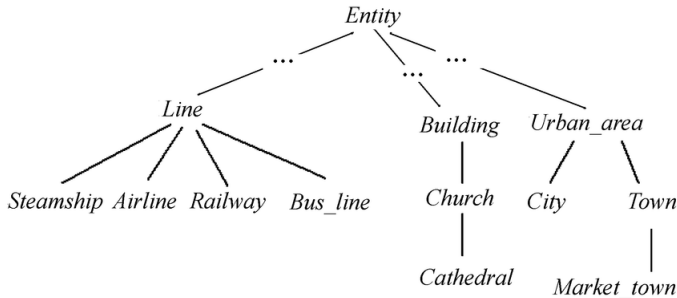 Entity
... ... ...
Line Building Urban_area
Steamship Airline Railway Bus_line Church City Town
Cathedral Market_town